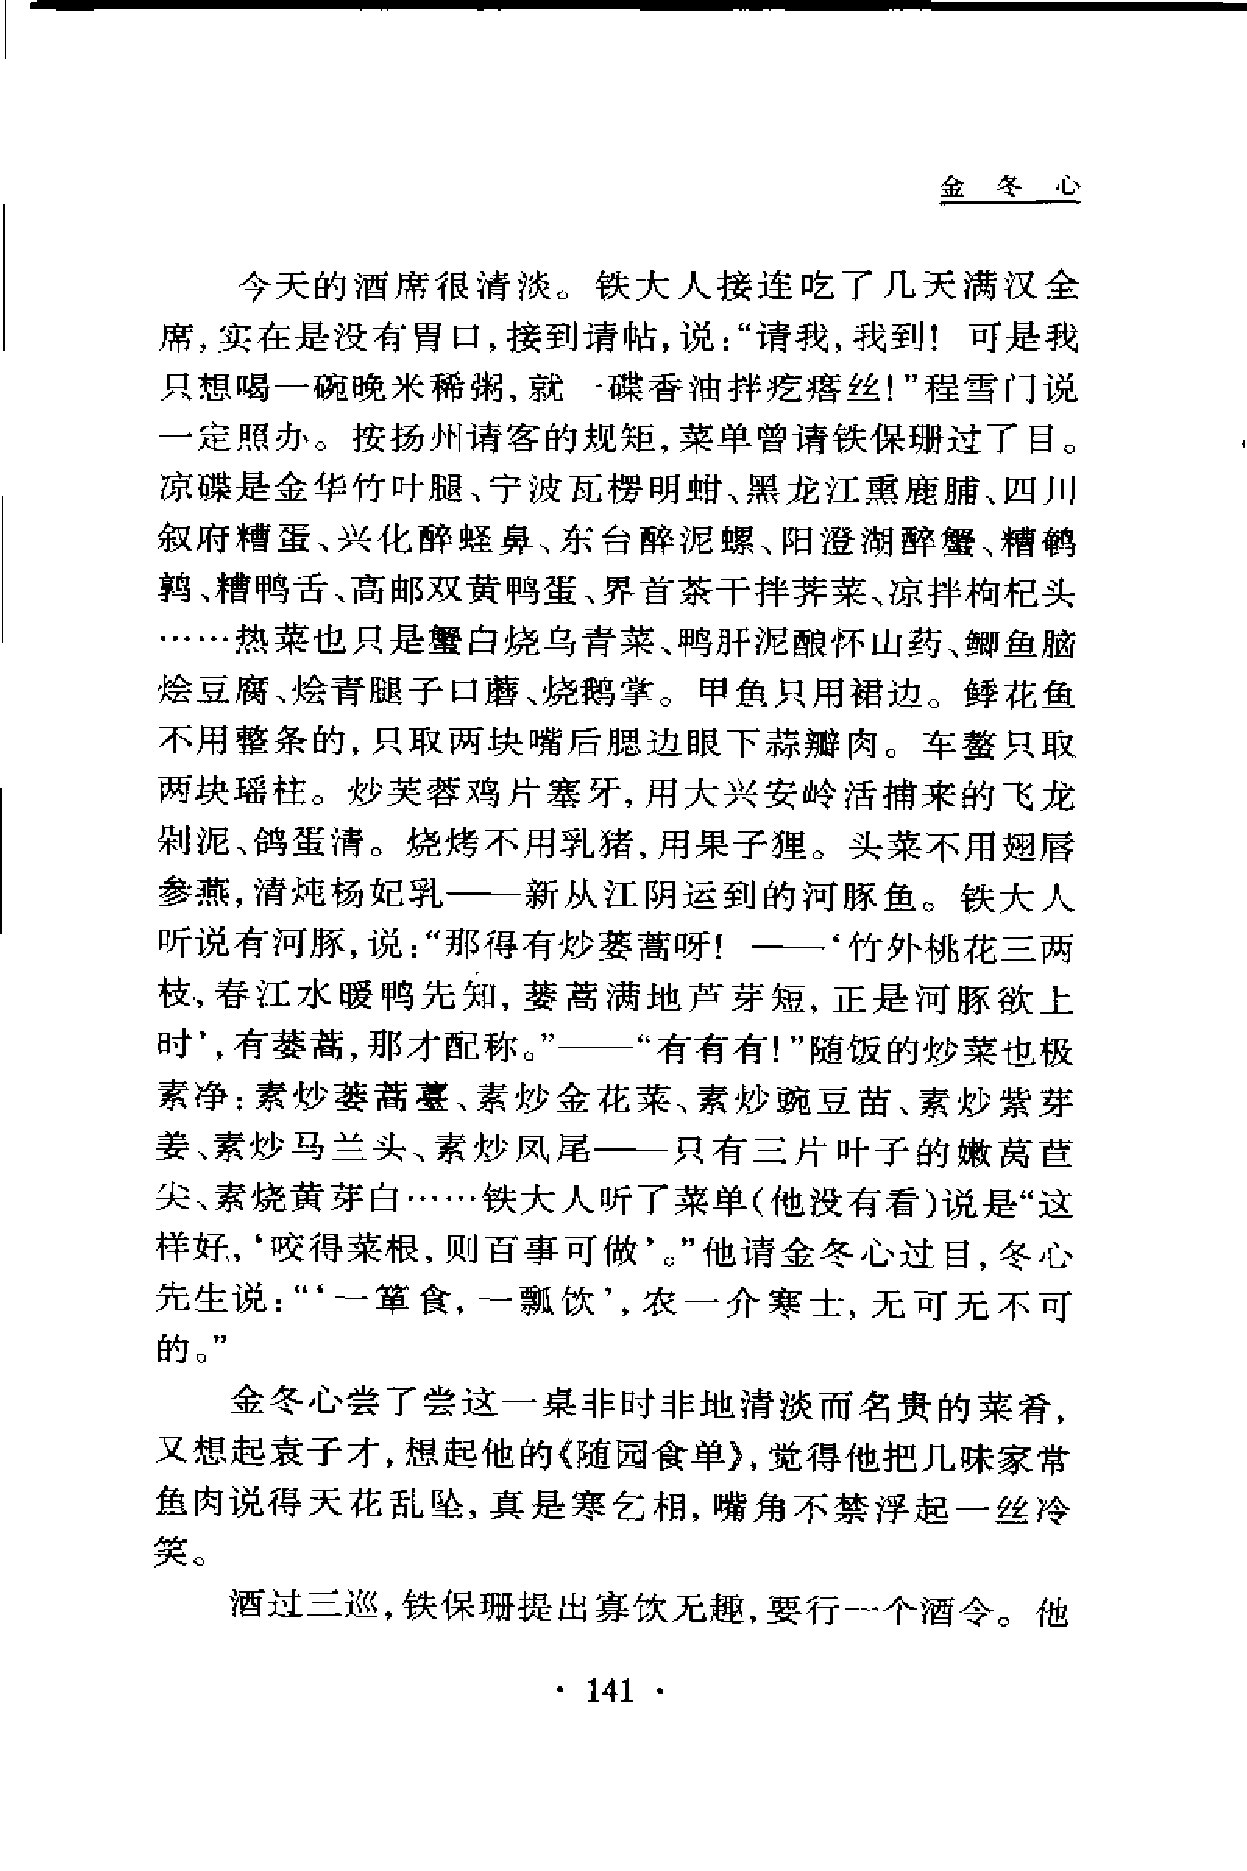 金 冬 心
今天的酒席很清淡。铁大人接连吃了几天满汉全
席,实在是没有胃口,接到请帖,说:“请我,我到! 可是我
只想喝一碗晚米稀粥,就一碟香油拌疙瘩丝!”程雪门说
一定照办。按扬州请客的规矩,菜单曾请铁保珊过了目。
凉碟是金华竹叶腿、宁波瓦楞明蚶、黑龙江熏鹿脯、四川
叙府糟蛋、兴化醉蛏鼻、东台醉泥螺、阳澄湖醉蟹、糟鹌
鹑、糟鸭舌、高邮双黄鸭蛋、界首茶干拌荠菜、凉拌枸杞头
……热菜也只是蟹白烧乌青菜、鸭肝泥酿怀山药、鲫鱼脑
烩豆腐、烩青腿子口蘑、烧鹅掌。甲鱼只用裙边。鲟花鱼
不用整条的,只取两块嘴后腮边眼下蒜瓣肉。车螯只取
两块瑶柱。炒芙蓉鸡片塞牙,用大兴安岭活捕来的飞龙
剁泥、鸽蛋清。烧烤不用乳猪,用果子狸。头菜不用翅唇
参燕,清炖杨妃乳——新从江阴运到的河豚鱼。铁大人
听说有河豚,说:“那得有炒蒌蒿呀! ——‘竹外桃花三两
枝,春江水暖鸭先知,蒌蒿满地芦芽短,正是河豚欲上
时’,有蒌蒿,那才配称。”——“有有有!”随饭的炒菜也极
素净:素炒蒌蒿薹、素炒金花菜、素炒豌豆苗、素炒紫芽
姜、素炒马兰头、素炒凤尾——只有三片叶子的嫩莴苣
尖、素烧黄芽白……铁大人听了菜单(他没有看)说是“这
样好,‘咬得菜根,则百事可做’。”他请金冬心过目,冬心
先生说:“‘一箪食,一瓢饮’,农一介寒士,无可无不可
的。”
金冬心尝了尝这一桌非时非地清淡而名贵的菜肴,
又想起袁子才,想起他的《随园食单》,觉得他把几味家常
鱼肉说得天花乱坠,真是寒乞相,嘴角不禁浮起一丝冷
笑。
酒过三巡,铁保珊提出寡饮无趣,要行一个酒令。他
· 141 ·